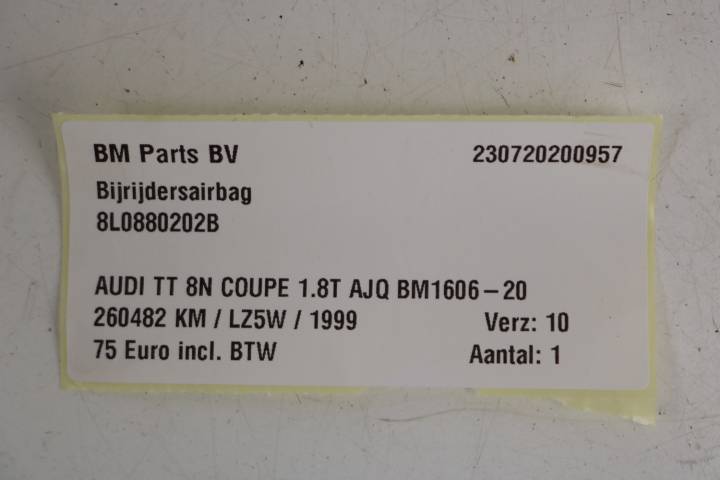 BM Parts BV 230720200957
Bijrijdersairbag
8L0880202B
AUDI TT 8N COUPE 1.8T AJQ BM1606-20
260482 KM / LZ5W / 1999 Verz: 10
75 Euro incl. BTW Aantal: 1